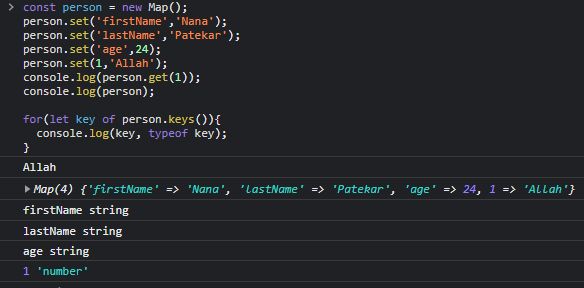 const person = new Map();
person.set('firstName','Nana');
person.set('lastName','Patekar');
person.set('age',24);
person.set(1,'Allah');
console.log(person.get(1));
console.log(person);
for(let key of person.keys()){
  console.log(key, typeof key);
}
Allah
Map(4) {'firstName' => 'Nana', 'lastName' => 'Patekar', 'age' => 24, 1 => 'Allah'}
firstName string
lastName string
age string
1 'number'